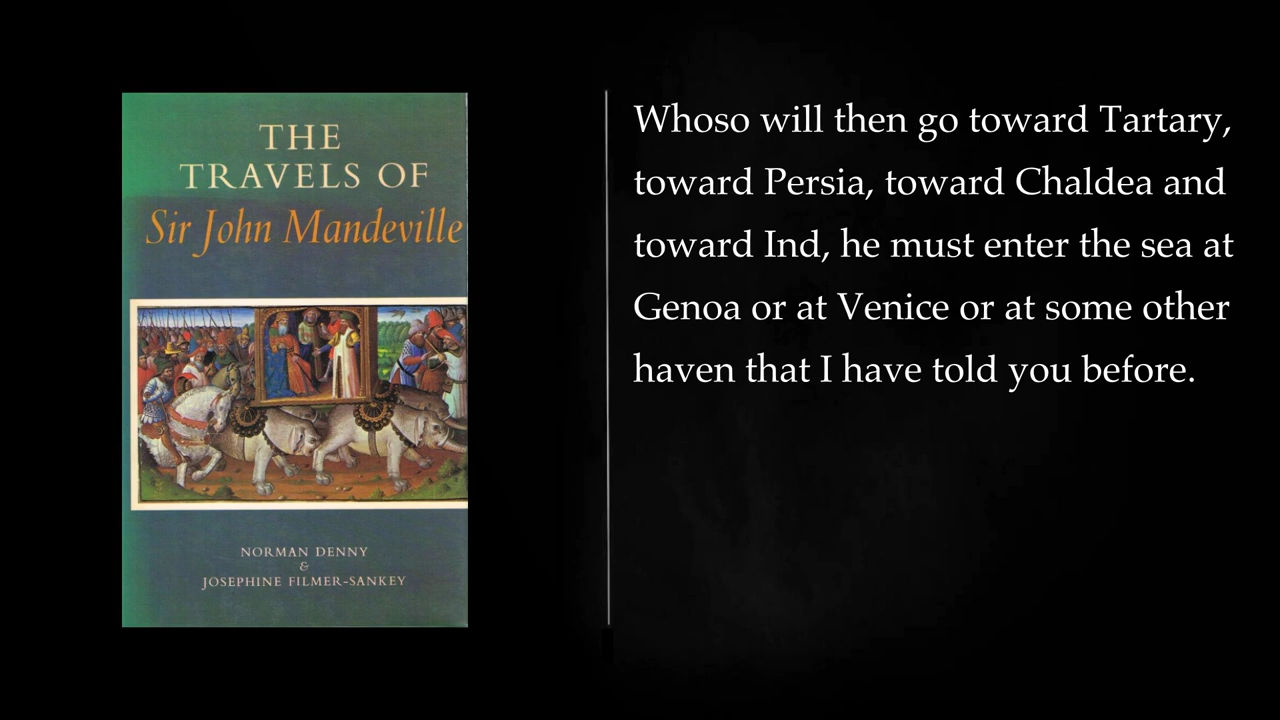 THE
TRAVELS OF
Sir John Mandeville
NORMAN DENNY
&
JOSEPHINE FILMER-SANKEY
Whoso will then go toward Tartary,
toward Persia, toward Chaldea and
toward Ind, he must enter the sea at
Genoa or at Venice or at some other
haven that I have told you before.